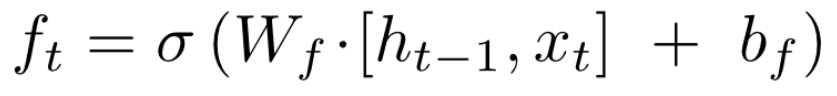 f_t = σ (W_f · [h_{t−1}, x_t] + b_f)